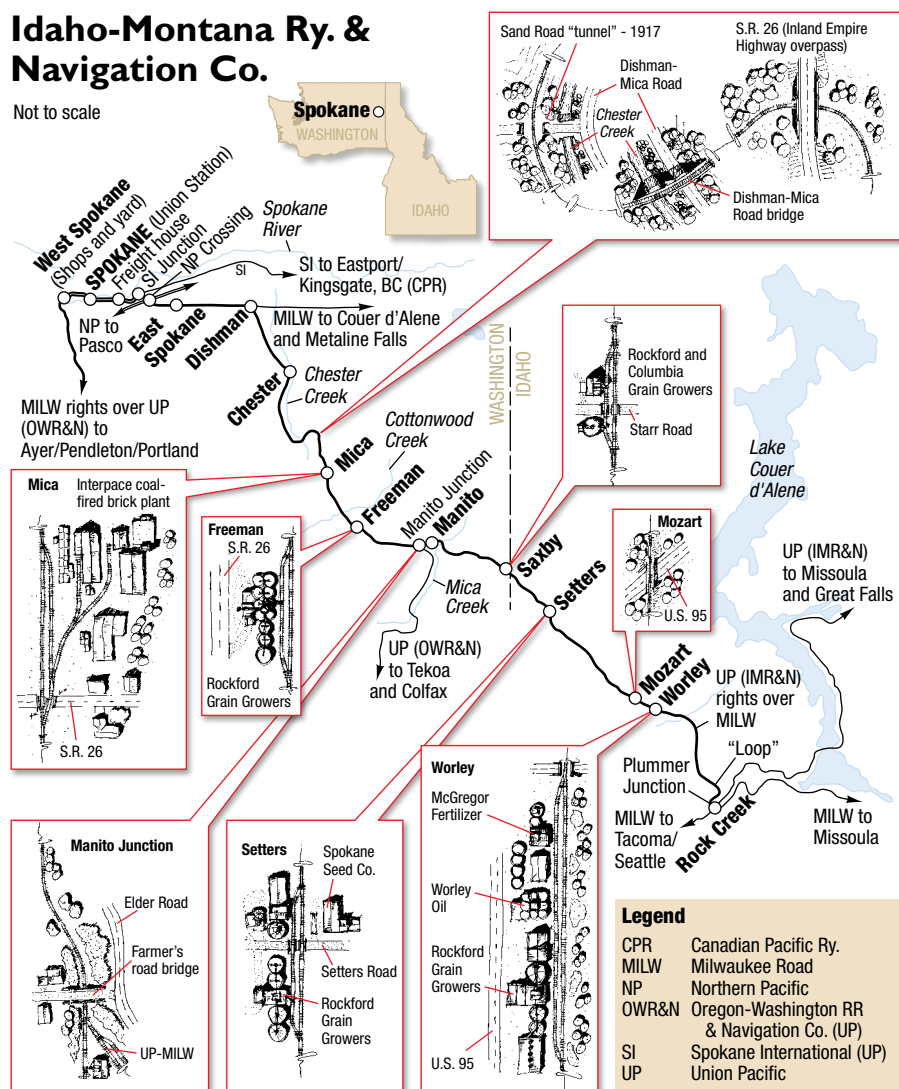 Idaho-Montana Ry. &
Navigation Co.
Not to scale
Spokane
WASHINGTON
IDAHO
Sand Road “tunnel” - 1917
Dishman-
Mica Road
Chester
Creek
S.R. 26 (Inland Empire
Highway overpass)
Dishman-Mica
Road bridge
West Spokane
(Shops and yard)
SPOKANE (Union Station)
Freight house
SI Junction
NP Crossing
Spokane
River
SI
SI to Eastport/
Kingsgate, BC (CPR)
NP to
Pasco
East
Spokane
Dishman
MILW to Couer d’Alene
and Metaline Falls
MILW rights over UP
(OWR&N) to
Ayer/Pendleton/Portland
Chester
Chester
Creek
WASHINGTON
IDAHO
Rockford and
Columbia
Grain Growers
Starr Road
Lake
Couer
d'Alene
Mica
Cottonwood
Creek
Freeman
Manito Junction
Manito
Mica
Creek
UP (OWR&N)
to Tekoa
and Colfax
Saxby
Setters
Mica
Interpace coal-
fired brick plant
S.R. 26
Freeman
S.R. 26
Rockford
Grain Growers
Mozart
U.S. 95
UP (IMR&N)
to Missoula
and Great Falls
Mozart
Worley
UP (IMR&N)
rights over
MILW
“Loop”
Plummer
Junction
MILW to
Tacoma/
Seattle
Rock Creek
MILW to
Missoula
Manito Junction
Elder Road
Farmer’s
road bridge
UP-MILW
Setters
Spokane
Seed Co.
Setters Road
Rockford
Grain
Growers
Worley
McGregor
Fertilizer
Worley
Oil
Rockford
Grain
Growers
U.S. 95
Legend
CPR Canadian Pacific Ry.
MILW Milwaukee Road
NP Northern Pacific
OWR&N Oregon-Washington RR
& Navigation Co. (UP)
SI Spokane International (UP)
UP Union Pacific